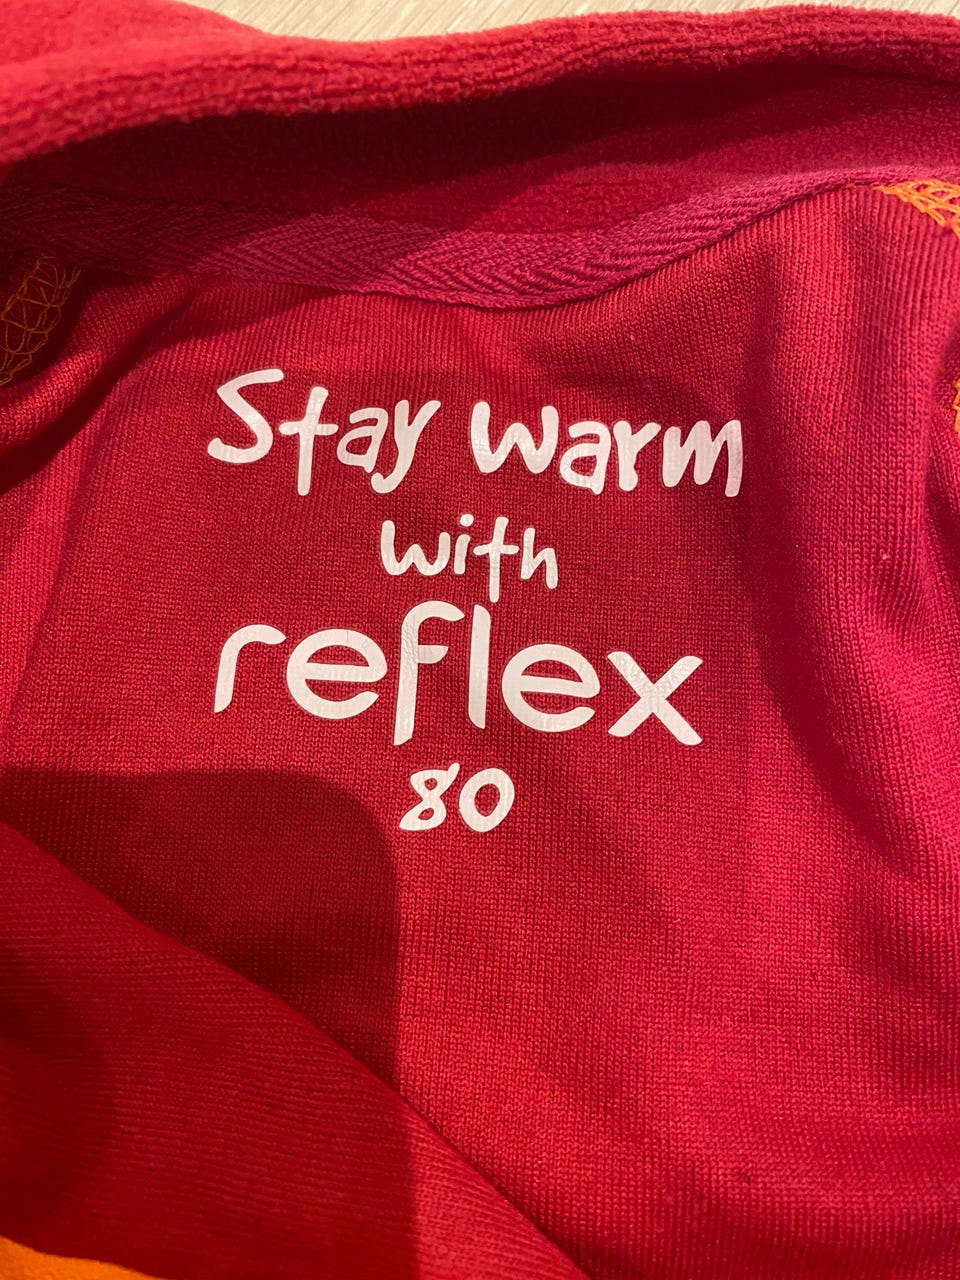 Stay warm
with
reflex
80